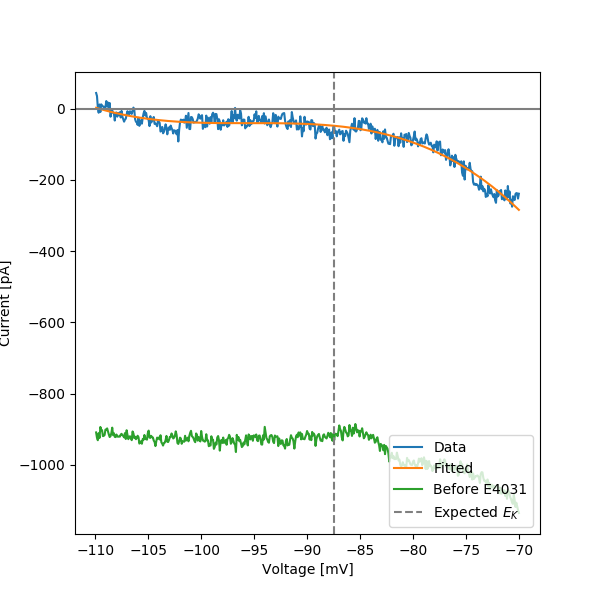 0
−200
−400
−600
−800
−1000
Current [pA]
−110
−105
−100
−95
−90
−85
−80
−75
−70
Voltage [mV]
Data
Fitted
Before E4031
Expected E_K